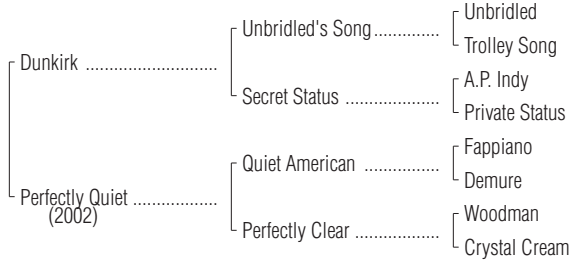 Unbridled
Unbridled's Song..............
Trolley Song
Dunkirk ...........................
A.P. Indy
Secret Status ....................
Private Status
Fappiano
Quiet American ................
Demure
Perfectly Quiet .................
(2002)
Woodman
Perfectly Clear ..................
Crystal Cream